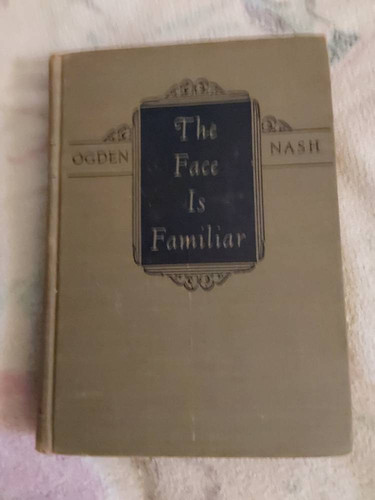 The
Face
Is
Familiar
OGDEN NASH